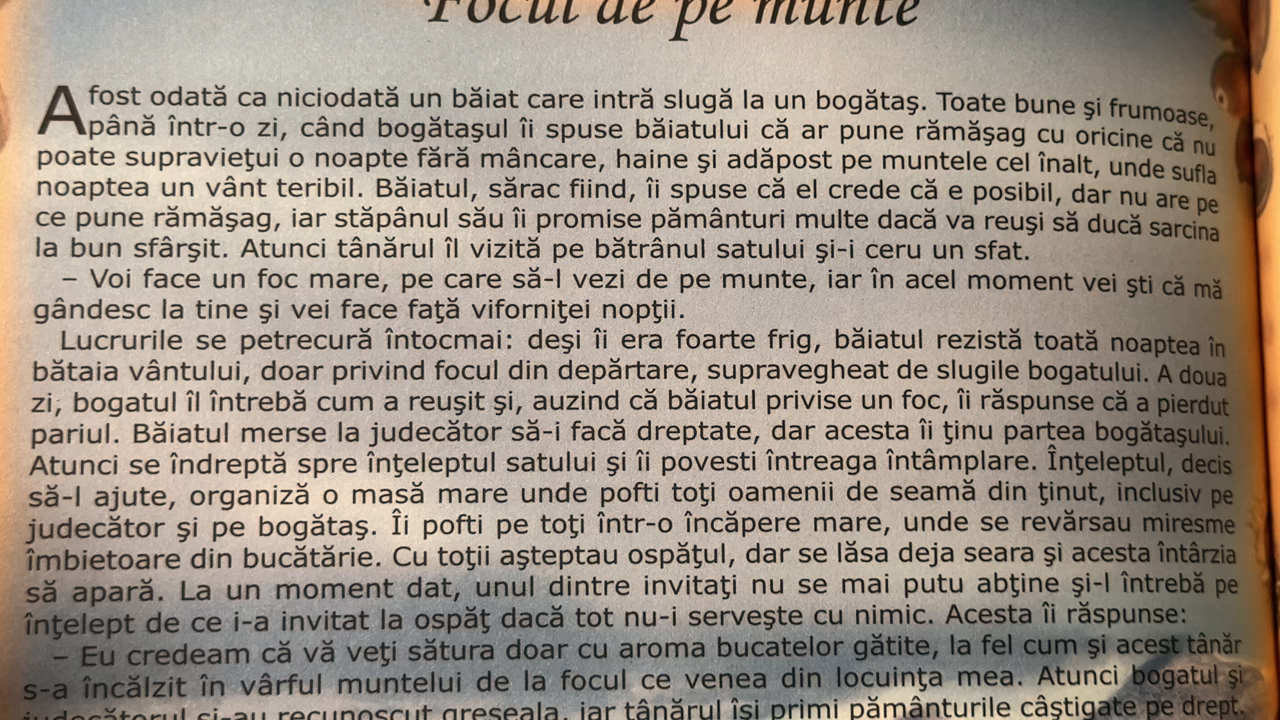 Focul de pe munte
A fost odată ca niciodată un băiat care intră slugă la un bogătaş. Toate bune şi frumoase,
până într-o zi, când bogătaşul îi spuse băiatului că ar pune rămăşag cu oricine că nu
poate supravieţui o noapte fără mâncare, haine şi adăpost pe muntele cel înalt, unde sufla
noaptea un vânt teribil. Băiatul, sărac fiind, îi spuse că el crede că e posibil, dar nu are pe
ce pune rămăşag, iar stăpânul său îi promise pământuri multe dacă va reuşi să ducă sarcina
la bun sfârşit. Atunci tânărul îl vizită pe bătrânul satului şi-i ceru un sfat.
– Voi face un foc mare, pe care să-l vezi de pe munte, iar în acel moment vei şti că mă
gândesc la tine şi vei face faţă viforniţei nopţii.
Lucrurile se petrecură întocmai: deşi îi era foarte frig, băiatul rezistă toată noaptea în
bătaia vântului, doar privind focul din depărtare, supravegheat de slugile bogatului. A doua
zi, bogatul îl întrebă cum a reuşit şi, auzind că băiatul privise un foc, îi răspunse că a pierdut
pariul. Băiatul merse la judecător să-i facă dreptate, dar acesta îi ţinu partea bogătaşului.
Atunci se îndreptă spre înţeleptul satului şi îi povesti întreaga întâmplare. Înţeleptul, decis
să-l ajute, organiză o masă mare unde pofti toţi oamenii de seamă din ţinut, inclusiv pe
judecător şi pe bogătaş. Îi pofti pe toţi într-o încăpere mare, unde se revărsau miresme
îmbietoare din bucătărie. Cu toţii aşteptau ospăţul, dar se lăsa deja seara şi acesta întârzia
să apară. La un moment dat, unul dintre invitaţi nu se mai putu abţine şi-l întrebă pe
înţelept de ce i-a invitat la ospăţ dacă tot nu-i serveşte cu nimic. Acesta îi răspunse:
– Eu credeam că vă veţi sătura doar cu aroma bucatelor gătite, la fel cum şi acest tânăr
s-a încălzit în vârful muntelui de la focul ce venea din locuinţa mea. Atunci bogatul şi
judecătorul şi-au recunoscut greşeala, iar tânărul îşi primi pământurile câştigate pe drept.